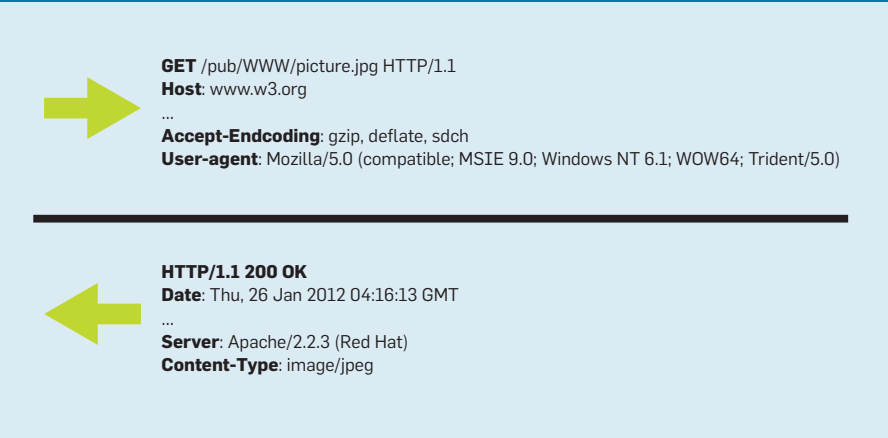 GET /pub/WWW/picture.jpg HTTP/1.1
Host: www.w3.org
...
Accept-Endcoding: gzip, deflate, sdch
User-agent: Mozilla/5.0 (compatible; MSIE 9.0; Windows NT 6.1; WOW64; Trident/5.0)
HTTP/1.1 200 OK
Date: Thu, 26 Jan 2012 04:16:13 GMT
...
Server: Apache/2.2.3 (Red Hat)
Content-Type: image/jpeg